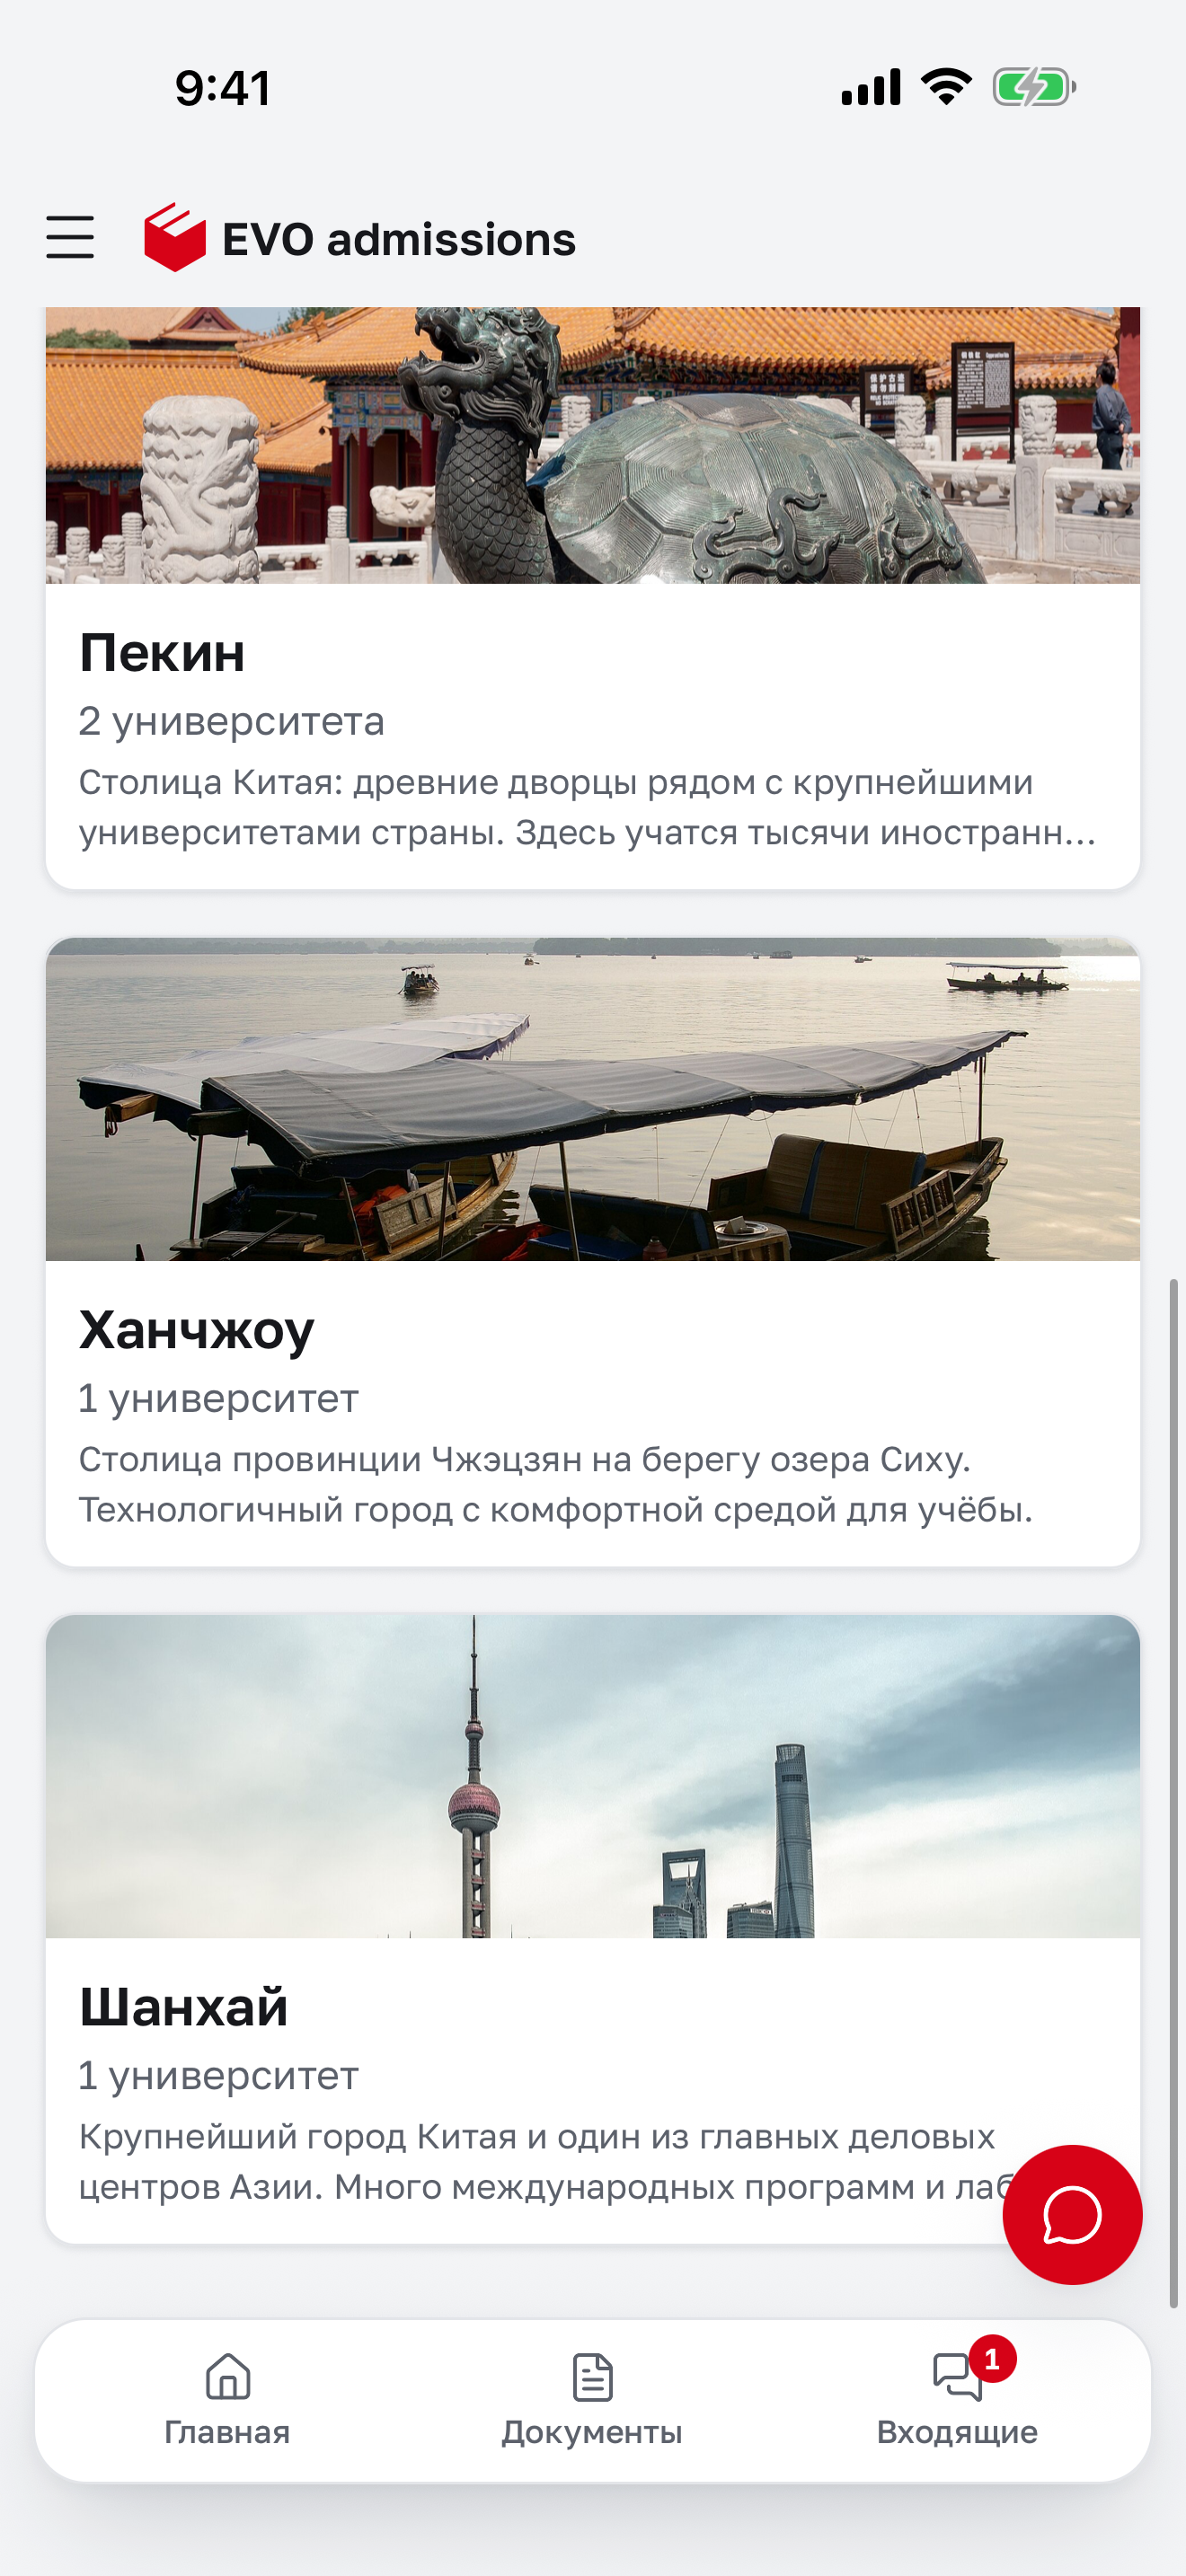 9:41
EVO admissions
Пекин
2 университета
Столица Китая: древние дворцы рядом с крупнейшими
университетами страны. Здесь учатся тысячи иностранн...
Ханчжоу
1 университет
Столица провинции Чжэцзян на берегу озера Сиху.
Технологичный город с комфортной средой для учёбы.
Шанхай
1 университет
Крупнейший город Китая и один из главных деловых
центров Азии. Много международных программ и лаб
1
Главная
Документы
Входящие